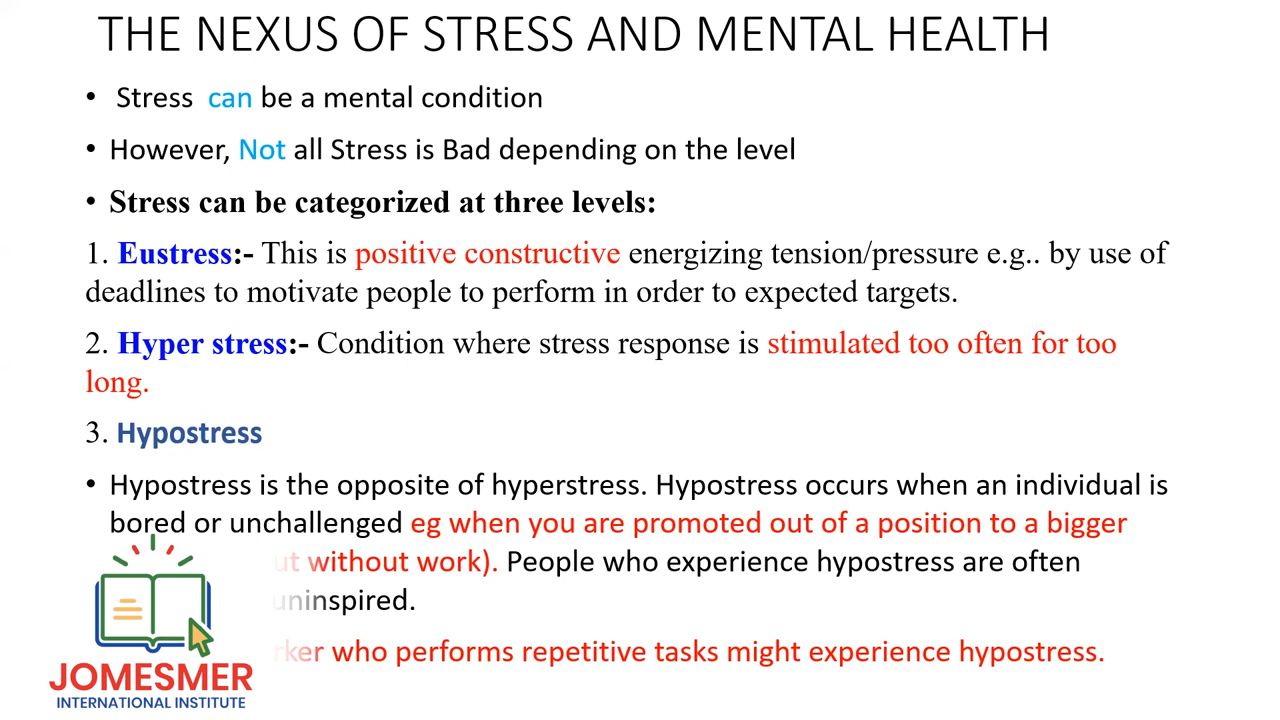 THE NEXUS OF STRESS AND MENTAL HEALTH
• Stress can be a mental condition
• However, Not all Stress is Bad depending on the level
• Stress can be categorized at three levels:
1. Eustress:- This is positive constructive energizing tension/pressure e.g.. by use of
deadlines to motivate people to perform in order to expected targets.
2. Hyper stress:- Condition where stress response is stimulated too often for too
long.
3. Hypostress
• Hypostress is the opposite of hyperstress. Hypostress occurs when an individual is
bored or unchallenged eg when you are promoted out of a position to a bigger
without work). People who experience hypostress are often
uninspired.
who performs repetitive tasks might experience hypostress.
JOMESMER
INTERNATIONAL INSTITUTE